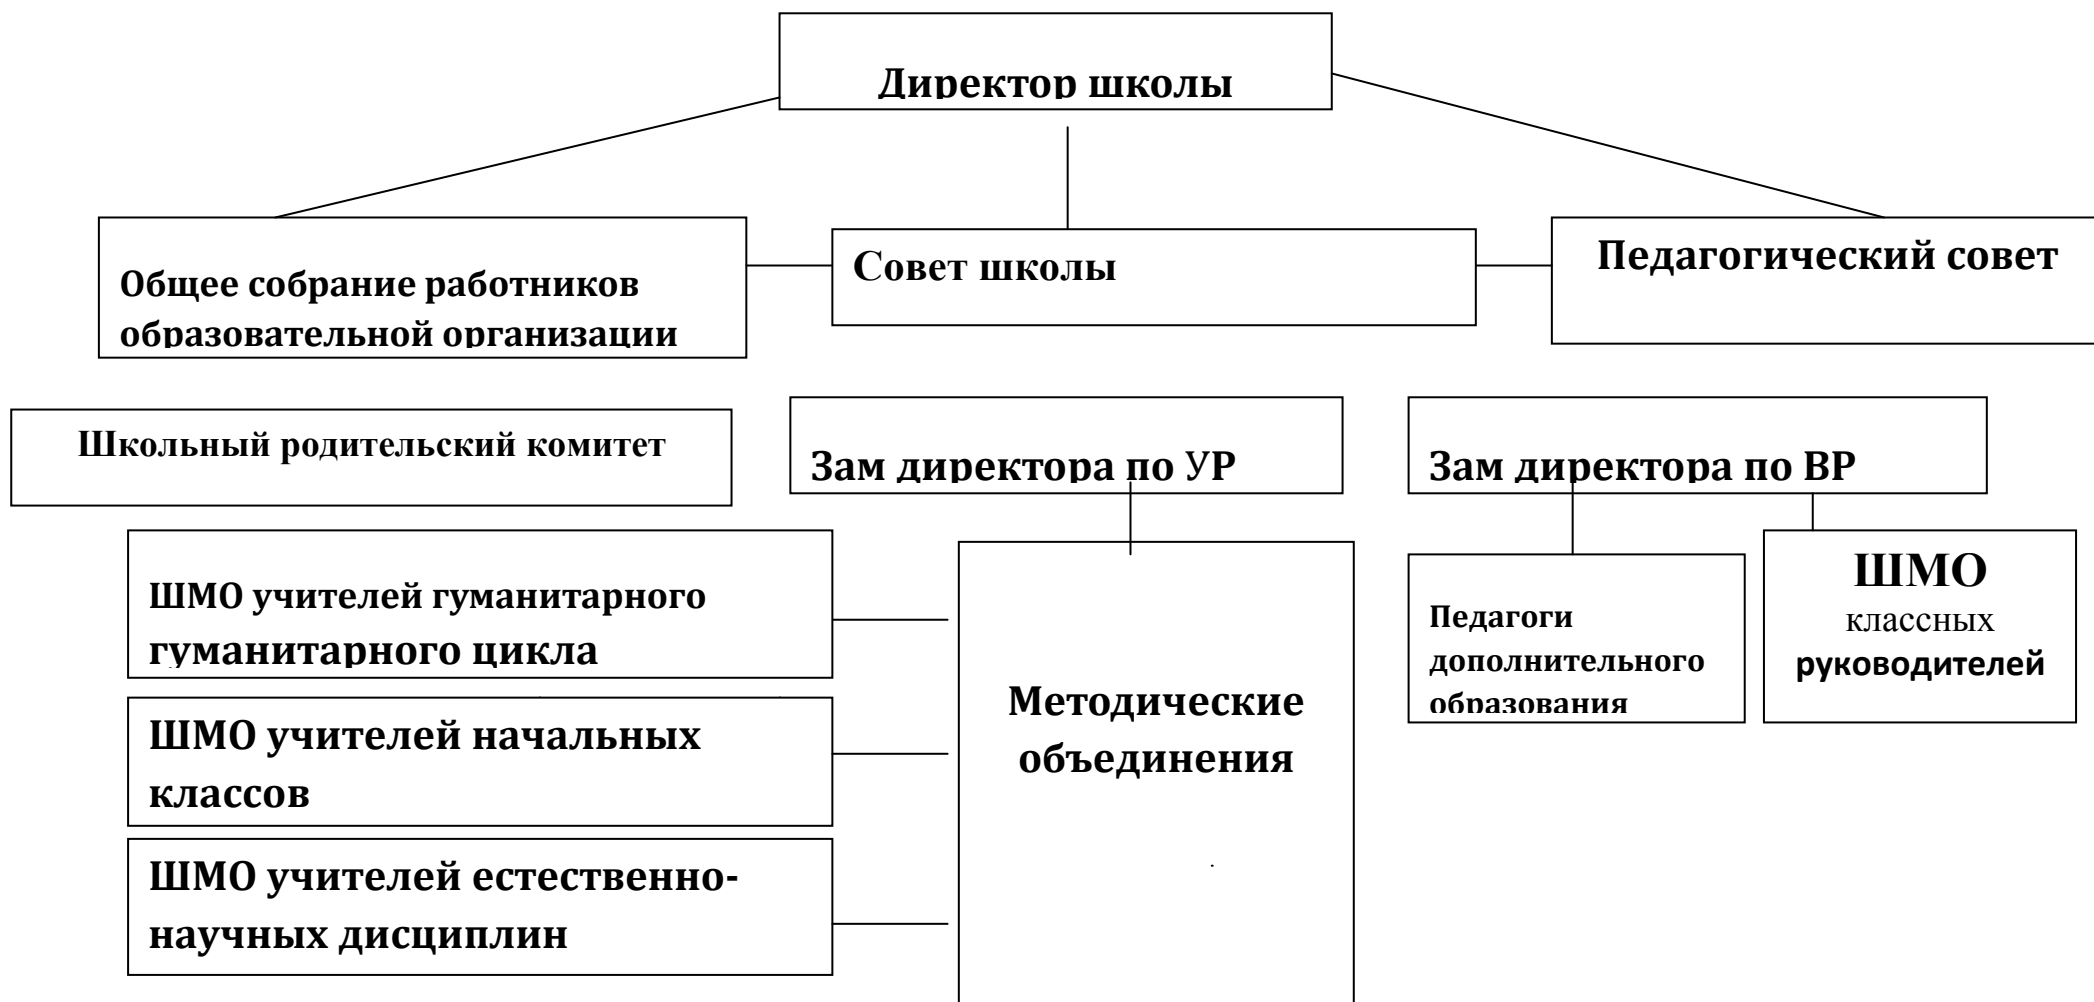 Директор школы
Общее собрание работников
образовательной организации
Совет школы
Педагогический совет
Школьный родительский комитет
Зам директора по УР
Зам директора по ВР
ШМО учителей гуманитарного
гуманитарного цикла
ШМО учителей начальных
классов
ШМО учителей естественно-
научных дисциплин
Методические
объединения
Педагоги
дополнительного
образования
ШМО
классных
руководителей